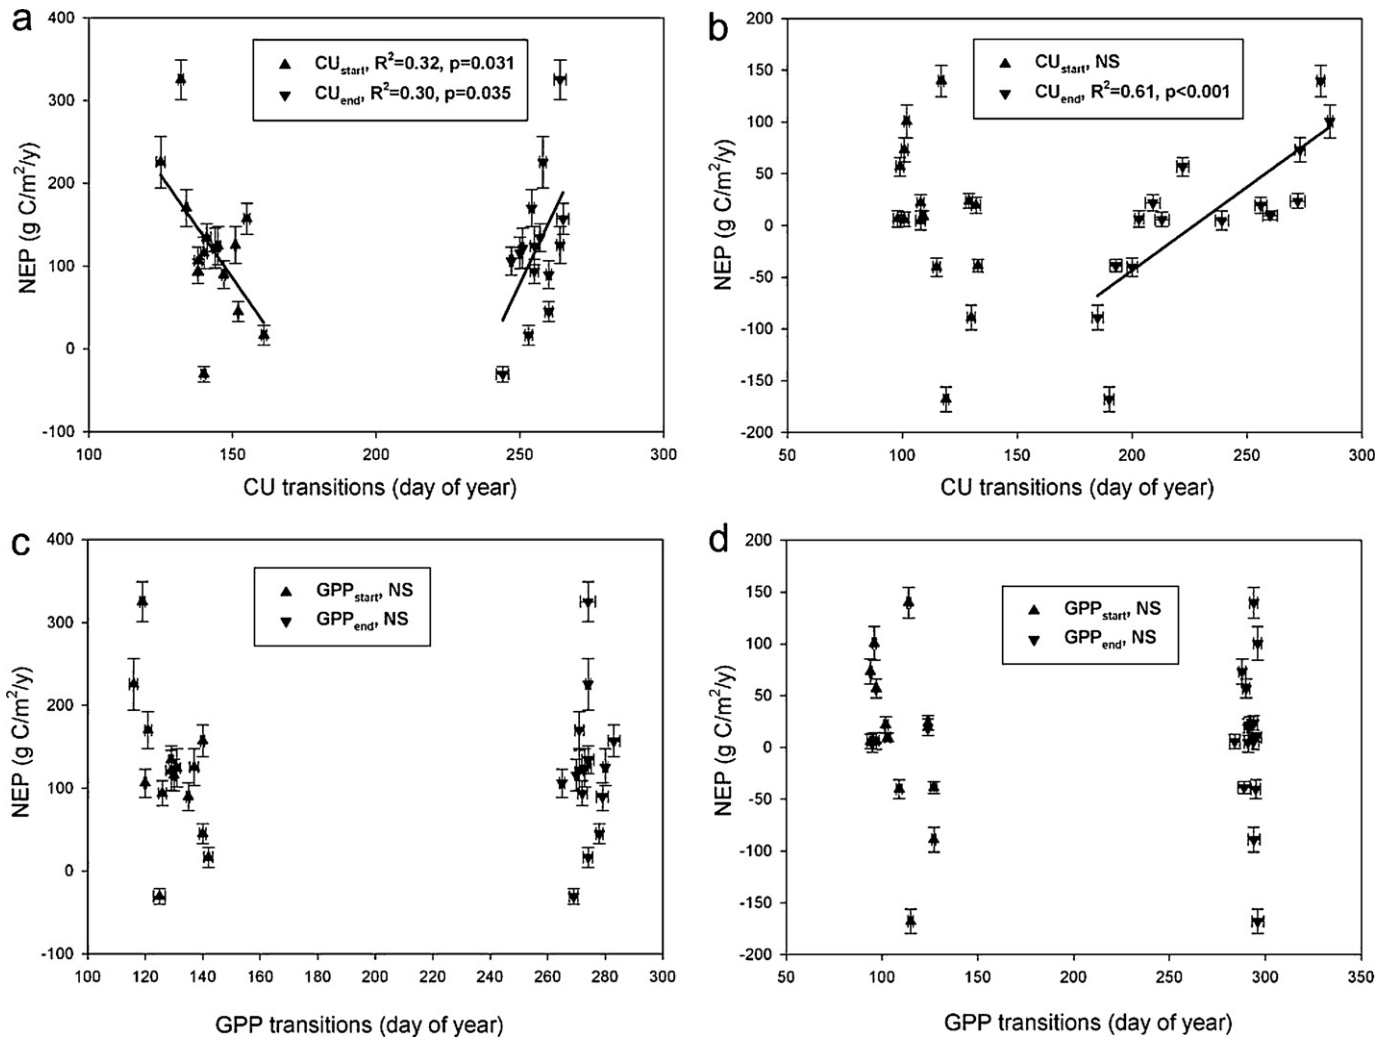 a
400
300
200
100
0
-100
NEP (g C/m²/y)
▲ CUstart, R²=0.32, p=0.031
▼ CUend, R²=0.30, p=0.035
100 150 200 250 300
CU transitions (day of year)
b
200
150
100
50
0
-50
-100
-150
-200
NEP (g C/m²/y)
▲ CUstart, NS
▼ CUend, R²=0.61, p<0.001
50 100 150 200 250 300
CU transitions (day of year)
c
400
300
200
100
0
-100
NEP (g C/m²/y)
▲ GPPstart, NS
▼ GPPend, NS
100 120 140 160 180 200 220 240 260 280 300
GPP transitions (day of year)
d
200
150
100
50
0
-50
-100
-150
-200
NEP (g C/m²/y)
▲ GPPstart, NS
▼ GPPend, NS
50 100 150 200 250 300 350
GPP transitions (day of year)